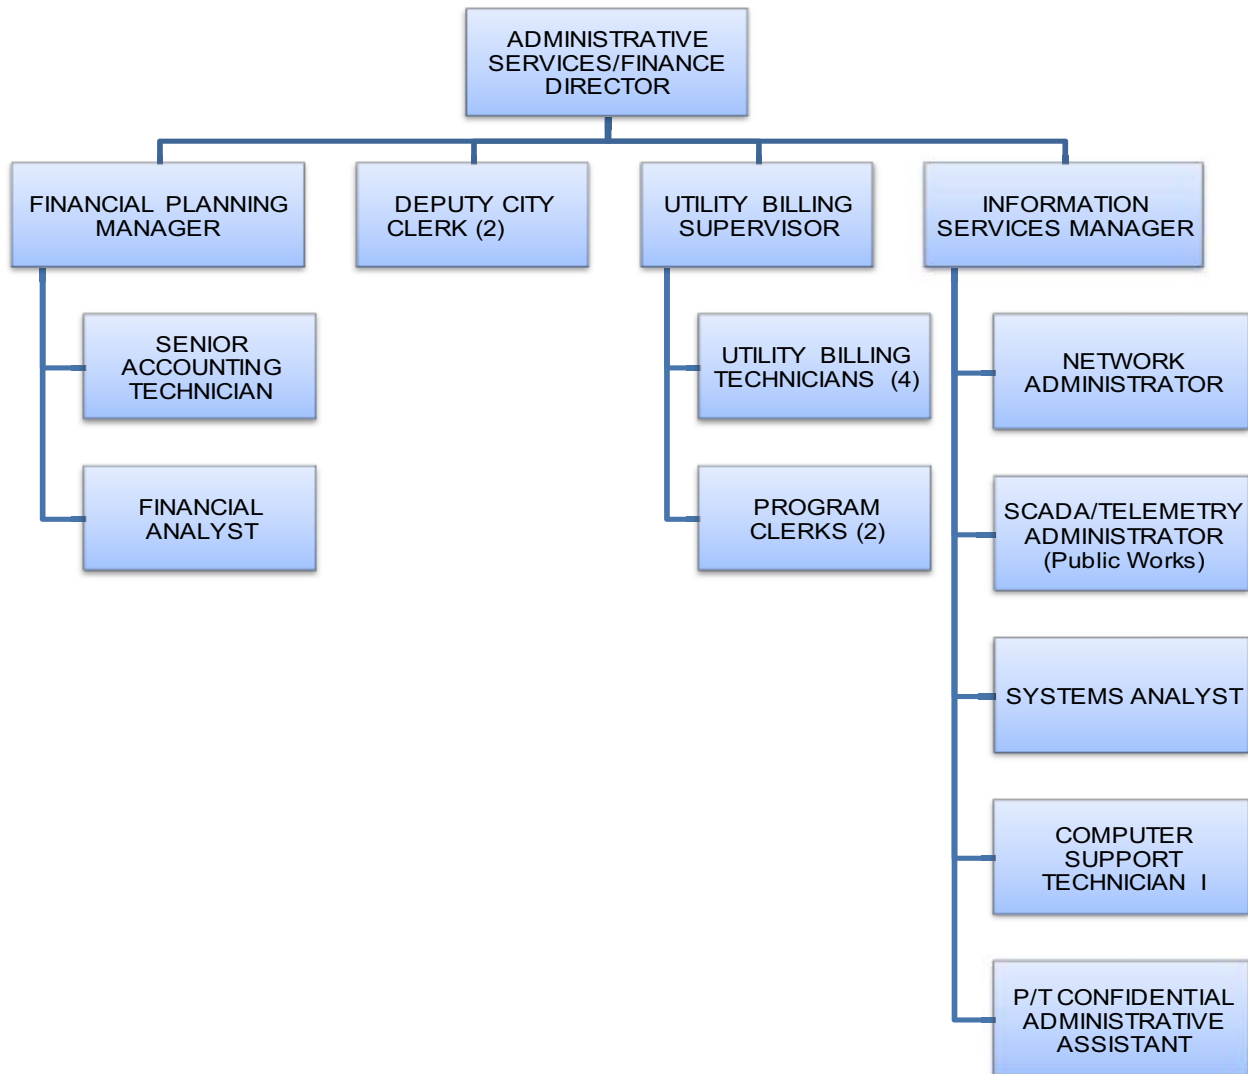 ADMINISTRATIVE
SERVICES/FINANCE
DIRECTOR
FINANCIAL PLANNING
MANAGER
DEPUTY CITY
CLERK (2)
UTILITY BILLING
SUPERVISOR
INFORMATION
SERVICES MANAGER
SENIOR
ACCOUNTING
TECHNICIAN
FINANCIAL
ANALYST
UTILITY BILLING
TECHNICIANS (4)
PROGRAM
CLERKS (2)
NETWORK
ADMINISTRATOR
SCADA/TELEMETRY
ADMINISTRATOR
(Public Works)
SYSTEMS ANALYST
COMPUTER
SUPPORT
TECHNICIAN I
P/T CONFIDENTIAL
ADMINISTRATIVE
ASSISTANT